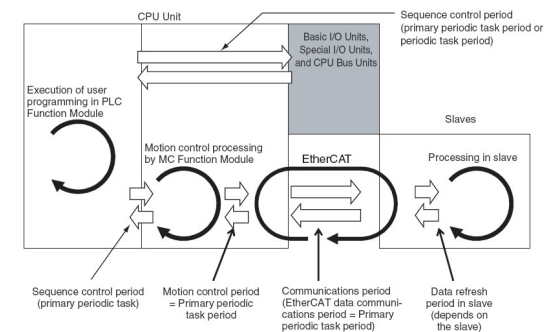 CPU Unit
Sequence control period
(primary periodic task period or
periodic task period)
Basic I/O Units,
Special I/O Units,
and CPU Bus Units
Execution of user
programming in PLC
Function Module
Slaves
Motion control processing
by MC Function Module
EtherCAT
Processing in slave
Sequence control period
(primary periodic task)
Motion control period
= Primary periodic
task period
Communications period
(EtherCAT data communi-
cations period = Primary
periodic task period)
Data refresh
period in slave
(depends on
the slave)